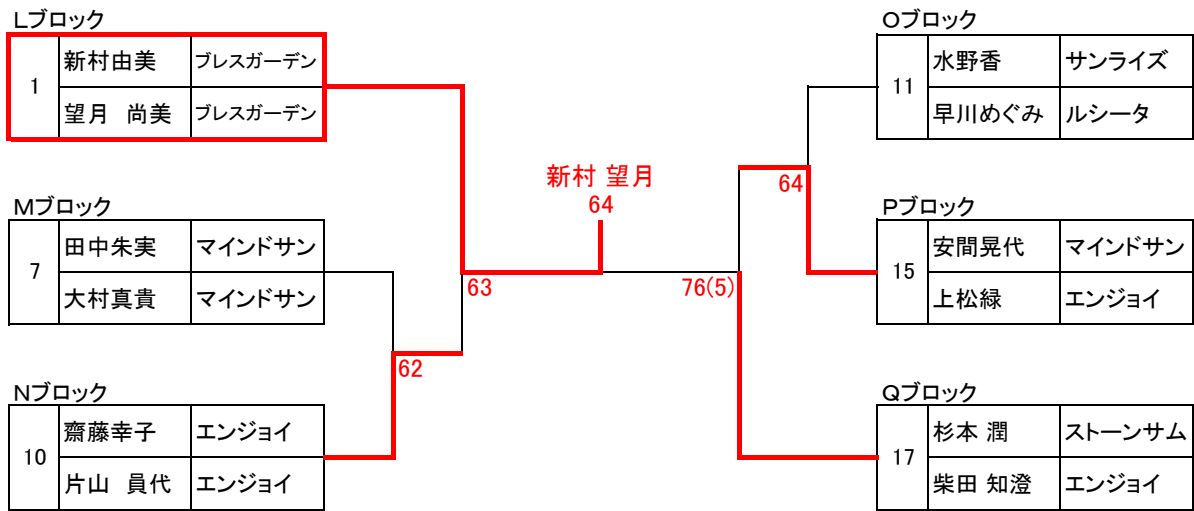 Lブロック
1 新村由美 ブレスガーデン
望月　尚美 ブレスガーデン
Mブロック
7 田中朱実 マインドサン
大村真貴 マインドサン
Nブロック
10 齋藤幸子 エンジョイ
片山　員代 エンジョイ
62
63
新村 望月
64
76(5)
64
Oブロック
11 水野香 サンライズ
早川めぐみ ルシータ
Pブロック
15 安間晃代 マインドサン
上松緑 エンジョイ
Qブロック
17 杉本 潤 ストーンサム
柴田 知澄 エンジョイ